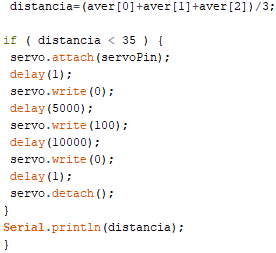 distancia=(aver[0]+aver[1]+aver[2])/3;
if ( distancia < 35 ) {
servo.attach(servoPin);
delay(1);
servo.write(0);
delay(5000);
servo.write(100);
delay(10000);
servo.write(0);
delay(1);
servo.detach();
}
Serial.println(distancia);
}